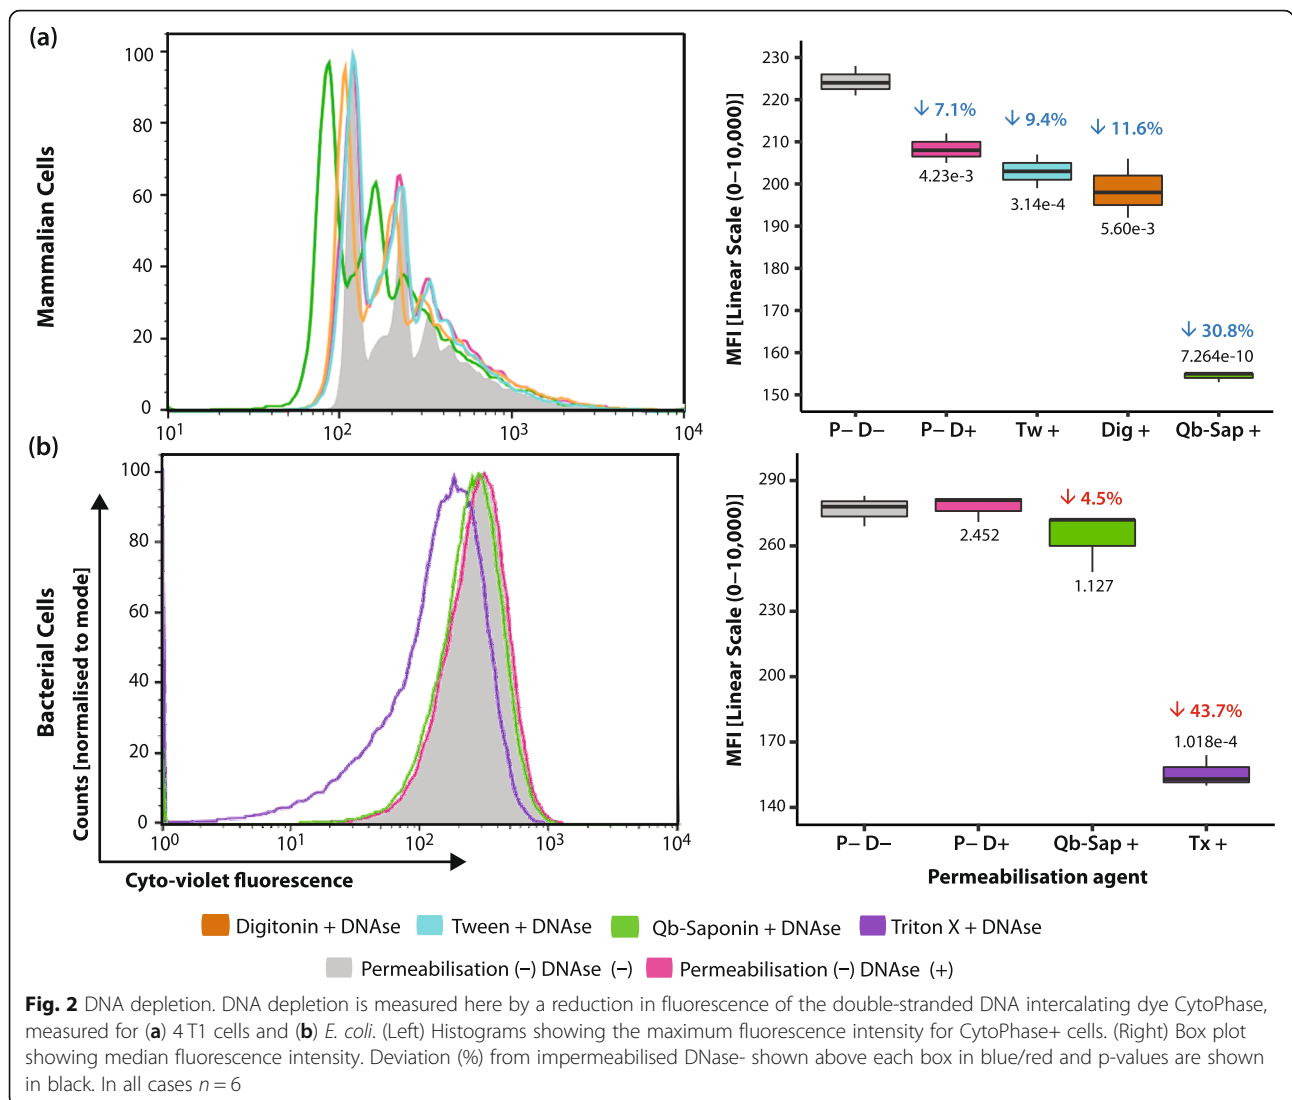 (a)
Mammalian Cells
100
80
60
40
20
0
10¹ 10² 10³ 10⁴
MFI [Linear Scale (0–10,000)]
230
220
210
200
190
180
170
160
150
↓ 7.1%
4.23e-3
↓ 9.4%
3.14e-4
↓ 11.6%
5.60e-3
↓ 30.8%
7.264e-10
P– D– P– D+ Tw + Dig + Qb-Sap +
(b)
Bacterial Cells
Counts [normalised to mode]
100
80
60
40
20
0
10⁰ 10¹ 10² 10³ 10⁴
Cyto-violet fluorescence
MFI [Linear Scale (0–10,000)]
290
260
230
200
170
140
2.452
↓ 4.5%
1.127
↓ 43.7%
1.018e-4
P– D– P– D+ Qb-Sap + Tx +
Permeabilisation agent
Digitonin + DNAse Tween + DNAse Qb-Saponin + DNAse Triton X + DNAse
Permeabilisation (–) DNAse (–) Permeabilisation (–) DNAse (+)
Fig. 2 DNA depletion. DNA depletion is measured here by a reduction in fluorescence of the double-stranded DNA intercalating dye CytoPhase,
measured for (a) 4 T1 cells and (b) E. coli. (Left) Histograms showing the maximum fluorescence intensity for CytoPhase+ cells. (Right) Box plot
showing median fluorescence intensity. Deviation (%) from impermeabilised DNase- shown above each box in blue/red and p-values are shown
in black. In all cases n = 6